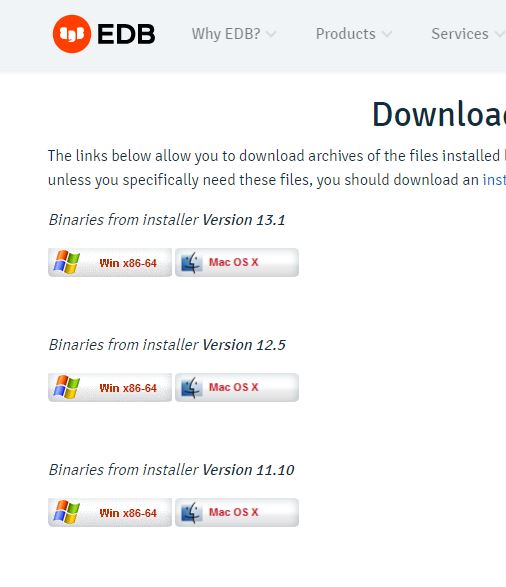 EDB Why EDB? Products Services
The links below allow you to download archives of the files installed
unless you specifically need these files, you should download an
Binaries from installer Version 13.1
Win x86-64 Mac OS X
Binaries from installer Version 12.5
Win x86-64 Mac OS X
Binaries from installer Version 11.10
Win x86-64 Mac OS X